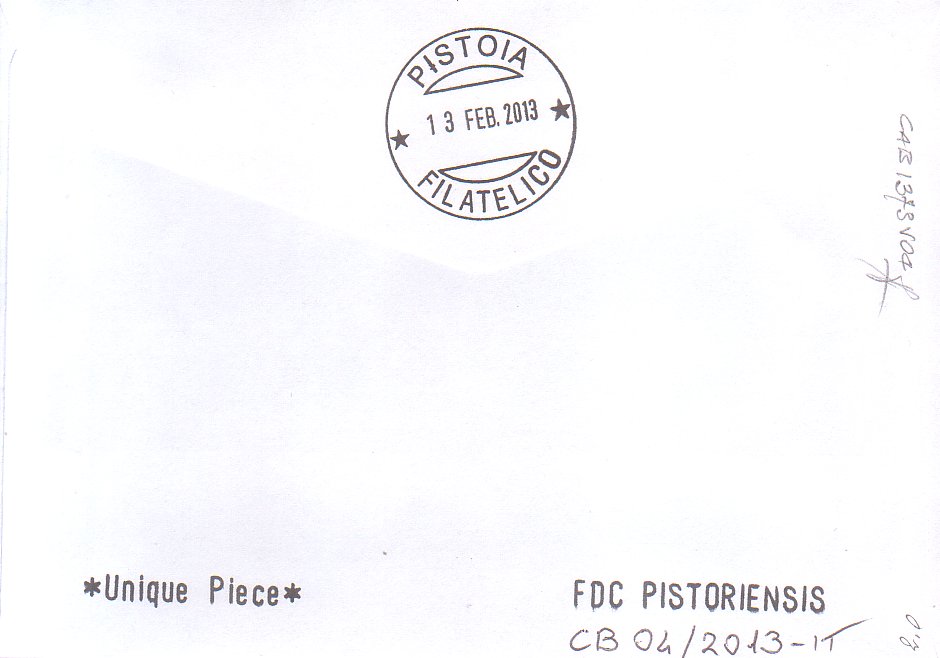 PISTOIA
13 FEB. 2013
FILATELICO
*Unique Piece*
FDC PISTORIENSIS
CB 04/2013-IT